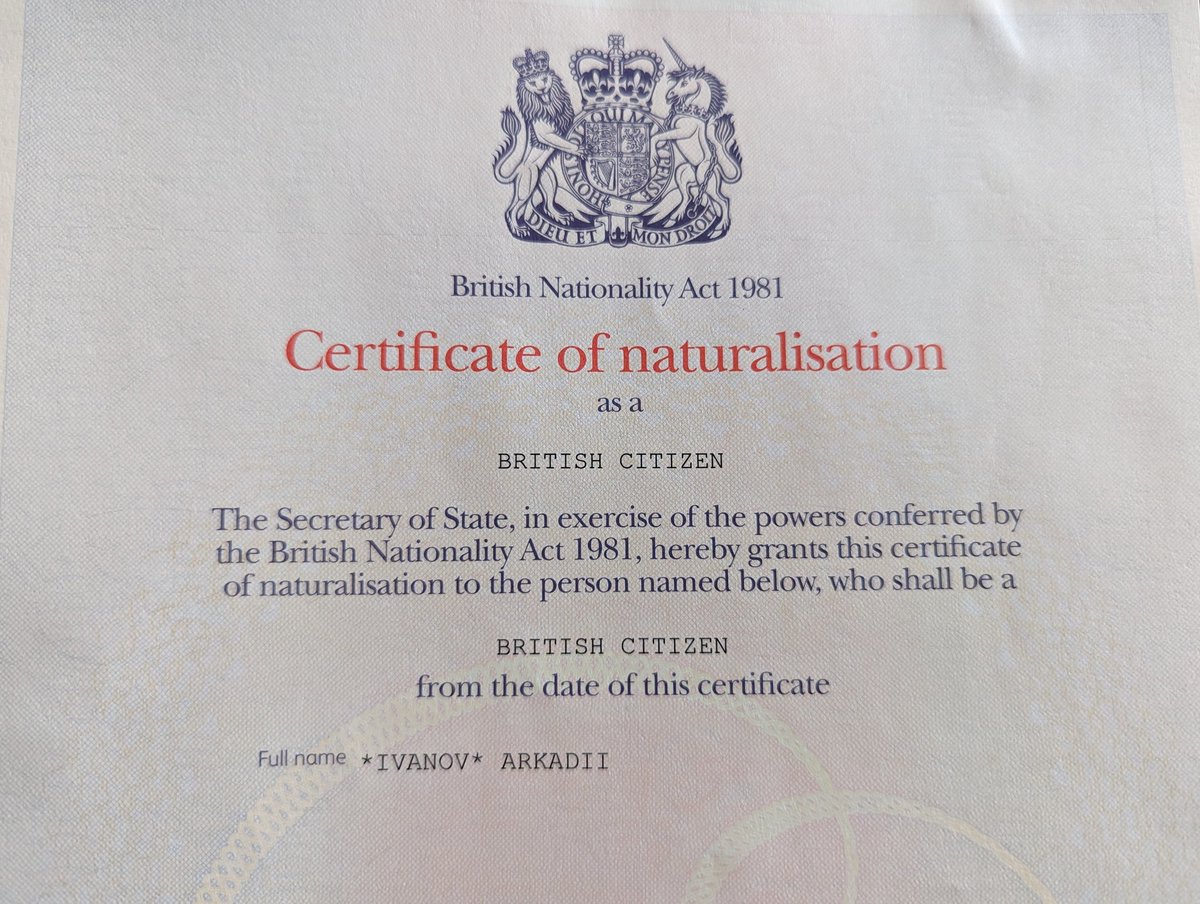 HONI SOIT QUI MAL Y PENSE
DIEU ET MON DROIT
British Nationality Act 1981
Certificate of naturalisation
as a
BRITISH CITIZEN
The Secretary of State, in exercise of the powers conferred by
the British Nationality Act 1981, hereby grants this certificate
of naturalisation to the person named below, who shall be a
BRITISH CITIZEN
from the date of this certificate
Full name *IVANOV* ARKADII